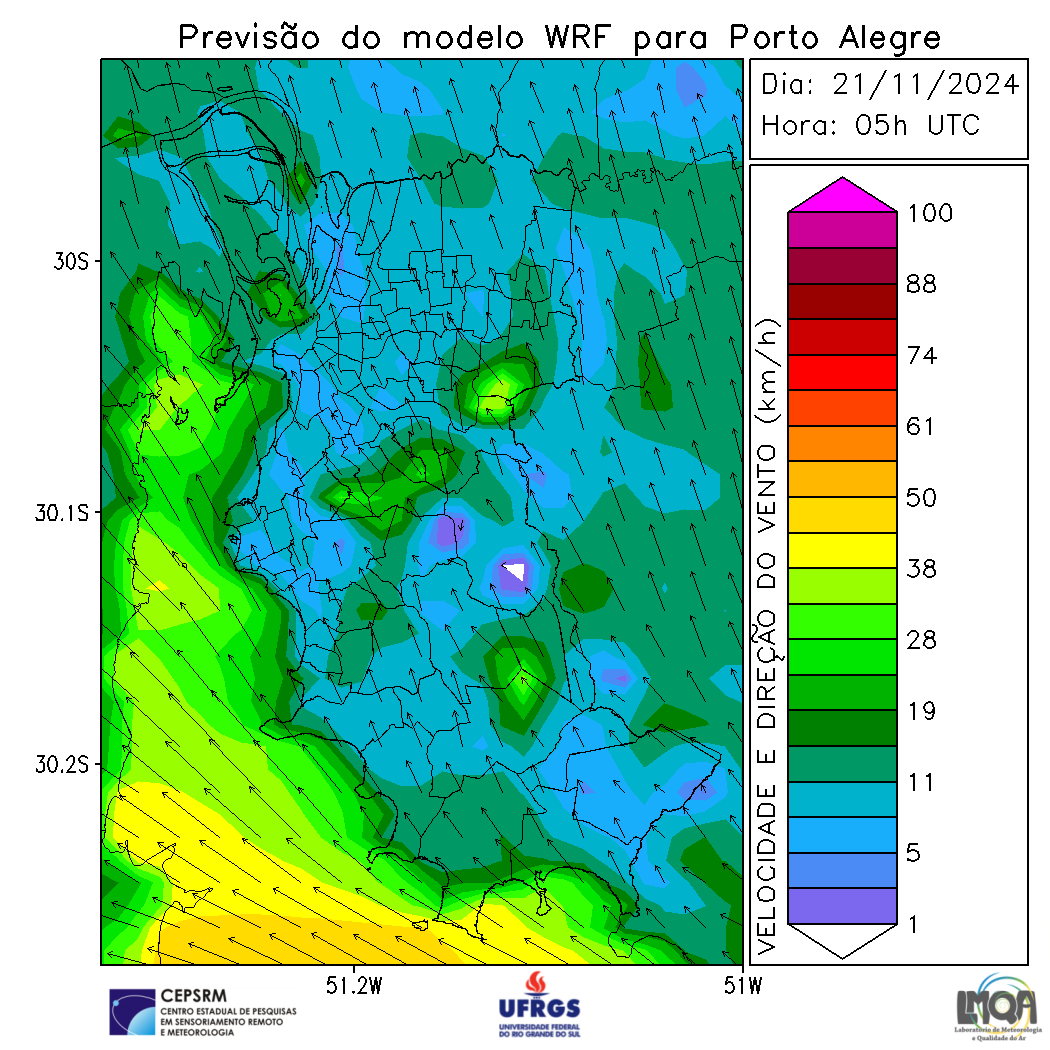 Previsão do modelo WRF para Porto Alegre
Dia: 21/11/2024
Hora: 05h UTC
30S
30.1S
30.2S
51.2W
51W
VELOCIDADE E DIREÇÃO DO VENTO (km/h)
100
88
74
61
50
38
28
19
11
5
1
CEPSRM
CENTRO ESTADUAL DE PESQUISAS
EM SENSORIAMENTO REMOTO
E METEOROLOGIA
UFRGS
UNIVERSIDADE FEDERAL
DO RIO GRANDE DO SUL
LMQA
Laboratório de Meteorologia
e Qualidade do Ar